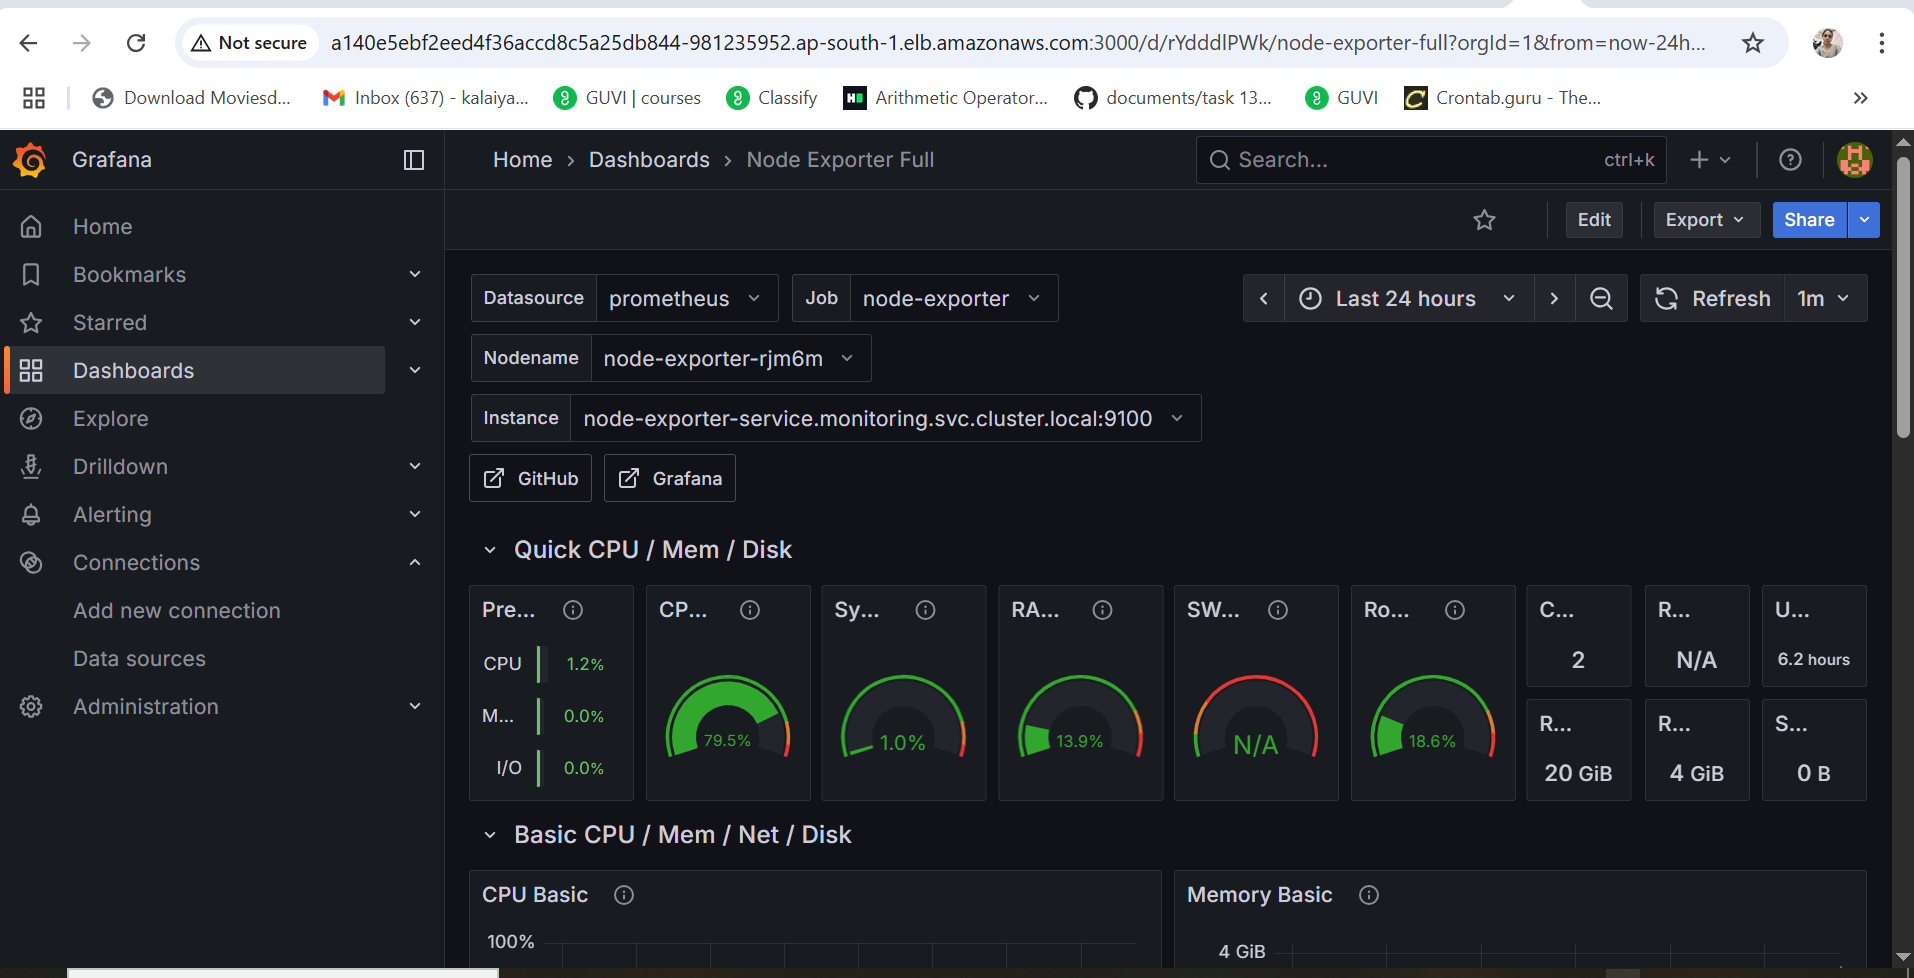 Not secure
a140e5ebf2eed4f36accd8c5a25db844-981235952.ap-south-1.elb.amazonaws.com:3000/d/rYdddlPWk/node-exporter-full?orgId=1&from=now-24h...
Download Moviesd...
Inbox (637) - kalaiya...
GUVI | courses
Classify
Arithmetic Operator...
documents/task 13...
GUVI
Crontab.guru - The...
Grafana
Home › Dashboards › Node Exporter Full
Search...
ctrl+k
Edit
Export
Share
Home
Bookmarks
Starred
Dashboards
Explore
Drilldown
Alerting
Connections
Add new connection
Data sources
Administration
Datasource prometheus
Job node-exporter
Last 24 hours
Refresh 1m
Nodename node-exporter-rjm6m
Instance node-exporter-service.monitoring.svc.cluster.local:9100
GitHub
Grafana
Quick CPU / Mem / Disk
Pre...
CPU 1.2%
M... 0.0%
I/O 0.0%
CP...
79.5%
Sy...
1.0%
RA...
13.9%
SW...
N/A
Ro...
18.6%
C...
2
R...
N/A
U...
6.2 hours
R...
20 GiB
R...
4 GiB
S...
0 B
Basic CPU / Mem / Net / Disk
CPU Basic
100%
Memory Basic
4 GiB